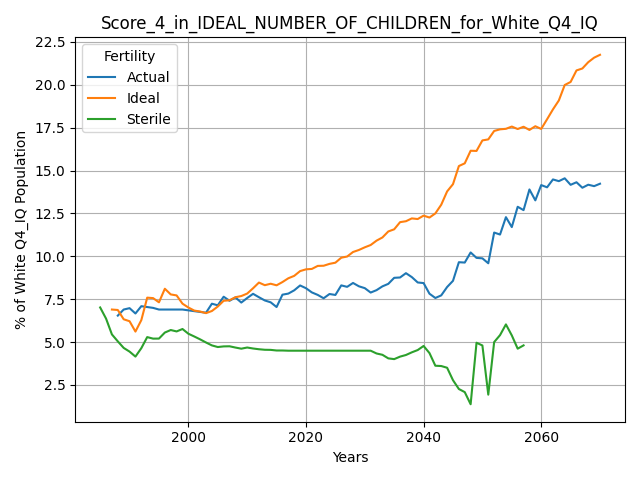 Score_4_in_IDEAL_NUMBER_OF_CHILDREN_for_White_Q4_IQ
Fertility
Actual
Ideal
Sterile
% of White Q4_IQ Population
22.5
20.0
17.5
15.0
12.5
10.0
7.5
5.0
2.5
2000 2020 2040 2060
Years